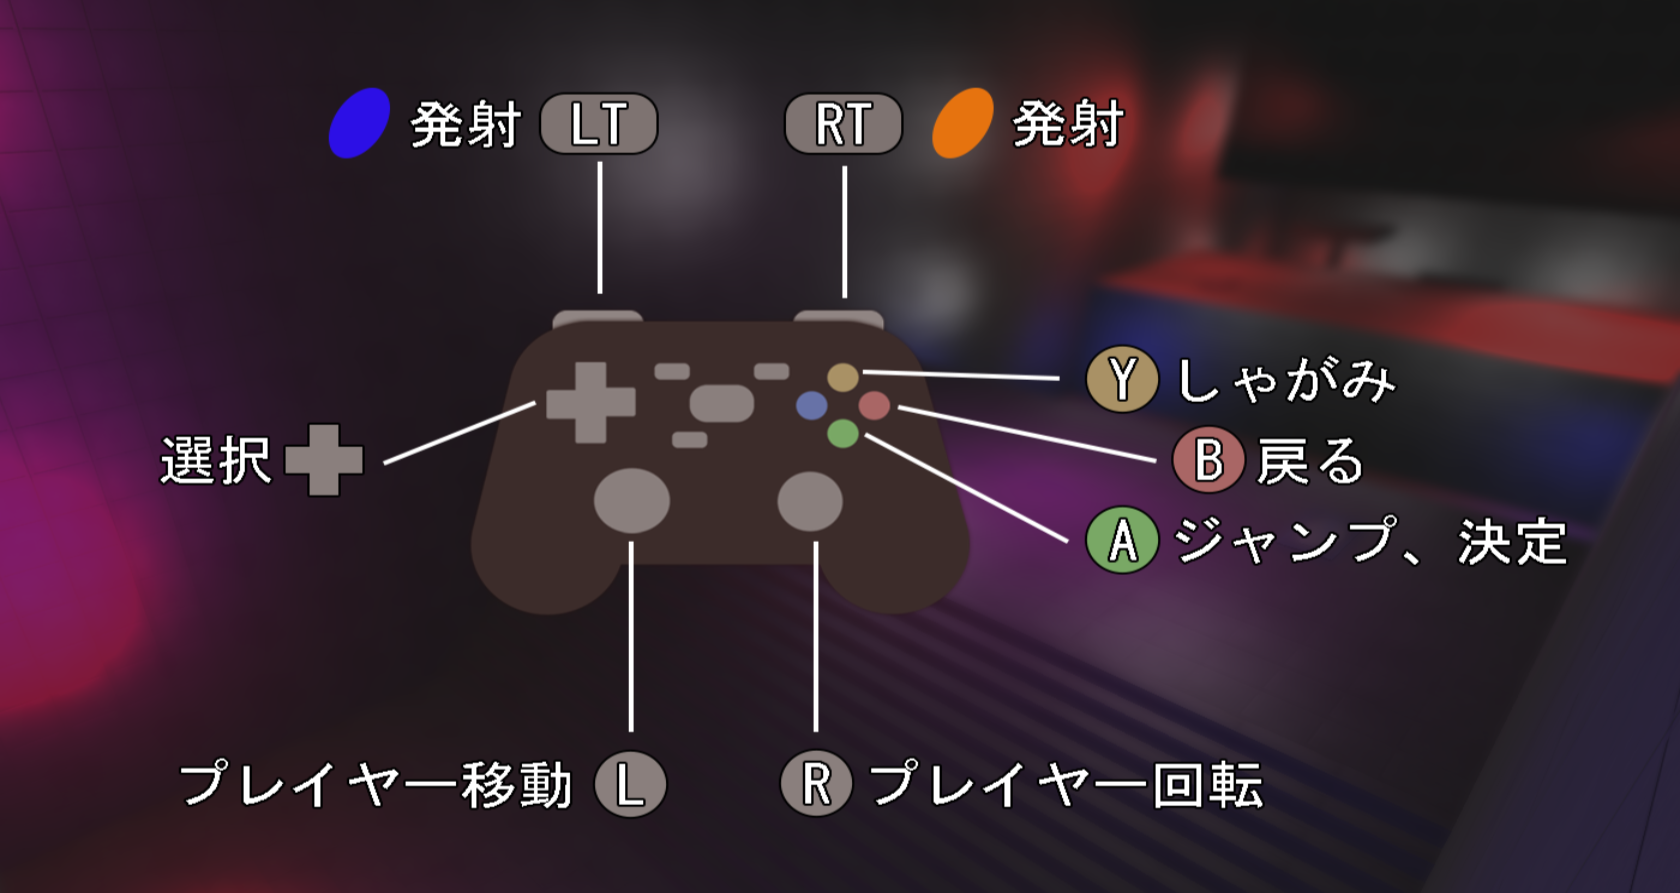 発射 LT
RT 発射
Y しゃがみ
選択
B 戻る
A ジャンプ、決定
プレイヤー移動 L
R プレイヤー回転